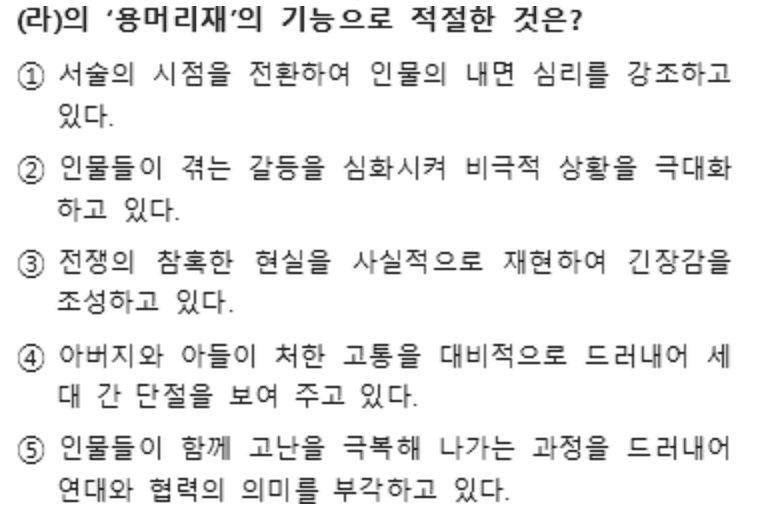 (라)의 ‘용머리재’의 기능으로 적절한 것은?
① 서술의 시점을 전환하여 인물의 내면 심리를 강조하고
있다.
② 인물들이 겪는 갈등을 심화시켜 비극적 상황을 극대화
하고 있다.
③ 전쟁의 참혹한 현실을 사실적으로 재현하여 긴장감을
조성하고 있다.
④ 아버지와 아들이 처한 고통을 대비적으로 드러내어 세
대 간 단절을 보여 주고 있다.
⑤ 인물들이 함께 고난을 극복해 나가는 과정을 드러내어
연대와 협력의 의미를 부각하고 있다.